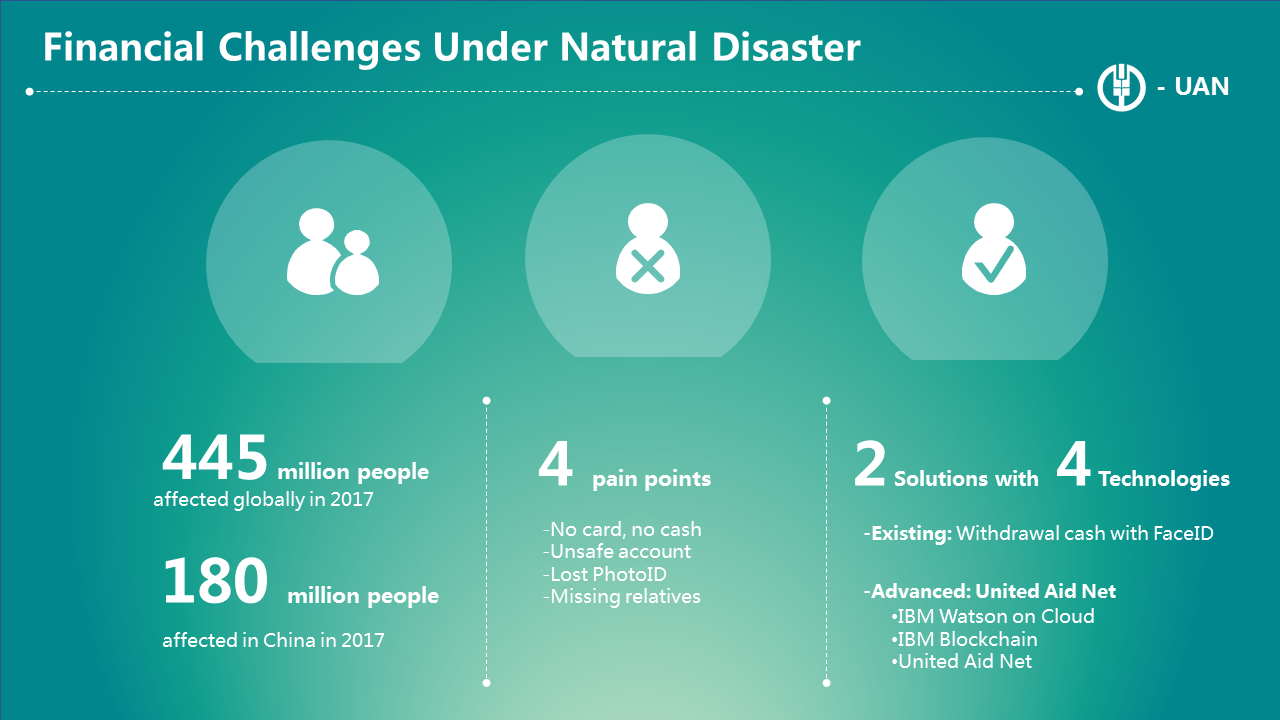 Financial Challenges Under Natural Disaster
- UAN
445 million people
affected globally in 2017
180 million people
affected in China in 2017
4 pain points
-No card, no cash
-Unsafe account
-Lost PhotoID
-Missing relatives
2 Solutions with 4 Technologies
-Existing: Withdrawal cash with FaceID
-Advanced: United Aid Net
•IBM Watson on Cloud
•IBM Blockchain
•United Aid Net